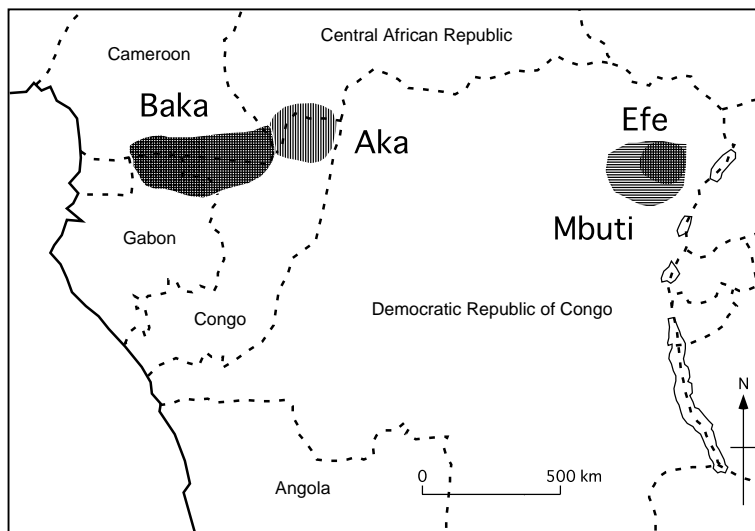 Central African Republic
Cameroon
Baka
Efe
Aka
Mbuti
Gabon
Democratic Republic of Congo
Congo
N
0 500 km
Angola